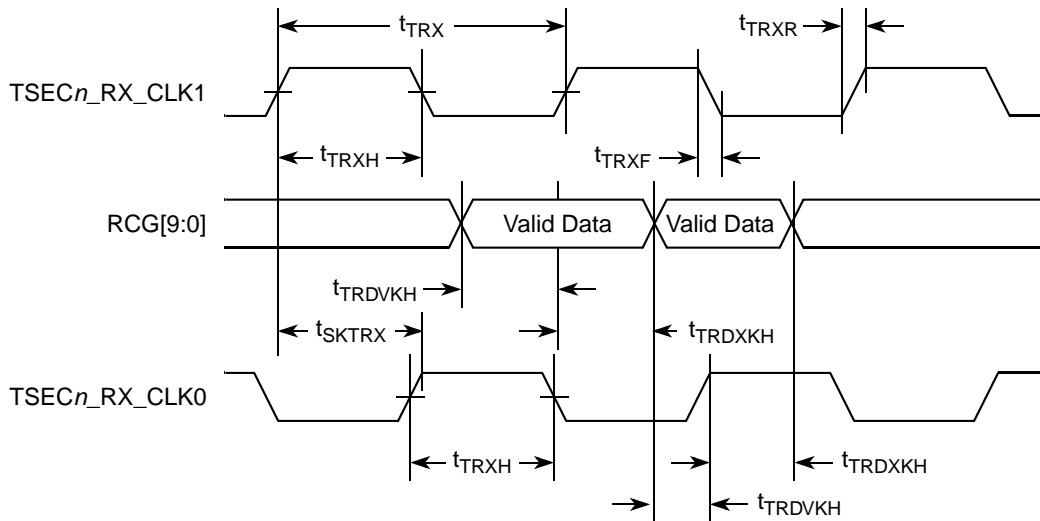 tTRX
tTRXR
TSECn_RX_CLK1
tTRXH
tTRXF
RCG[9:0]
Valid Data
Valid Data
tTRDVKH
tSKTRX
tTRDXKH
TSECn_RX_CLK0
tTRXH
tTRDXKH
tTRDVKH